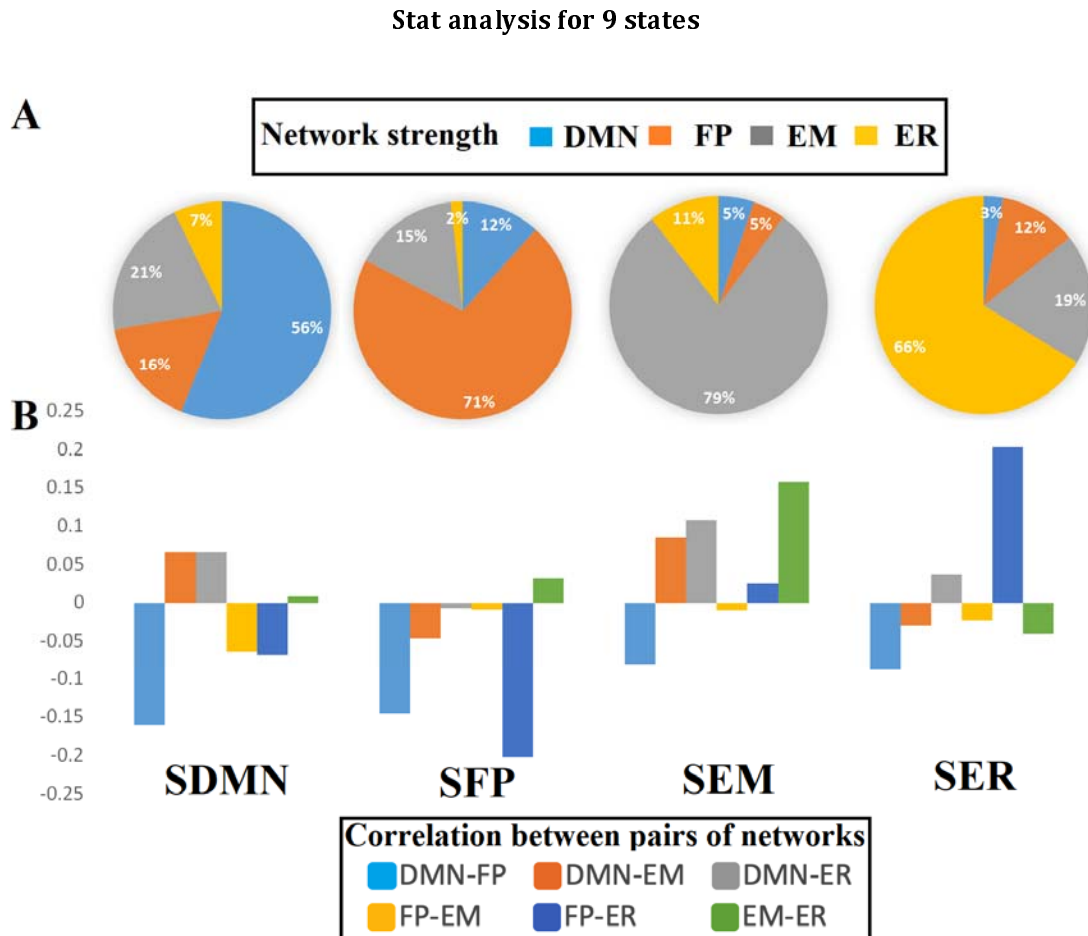 Stat analysis for 9 states
A
Network strength DMN FP EM ER
7% 21% 16% 56%
2% 12% 15% 71%
11% 5% 5% 79%
3% 12% 19% 66%
B
0.25
0.2
0.15
0.1
0.05
0
-0.05
-0.1
-0.15
-0.2
-0.25
SDMN SFP SEM SER
Correlation between pairs of networks
DMN-FP DMN-EM DMN-ER
FP-EM FP-ER EM-ER